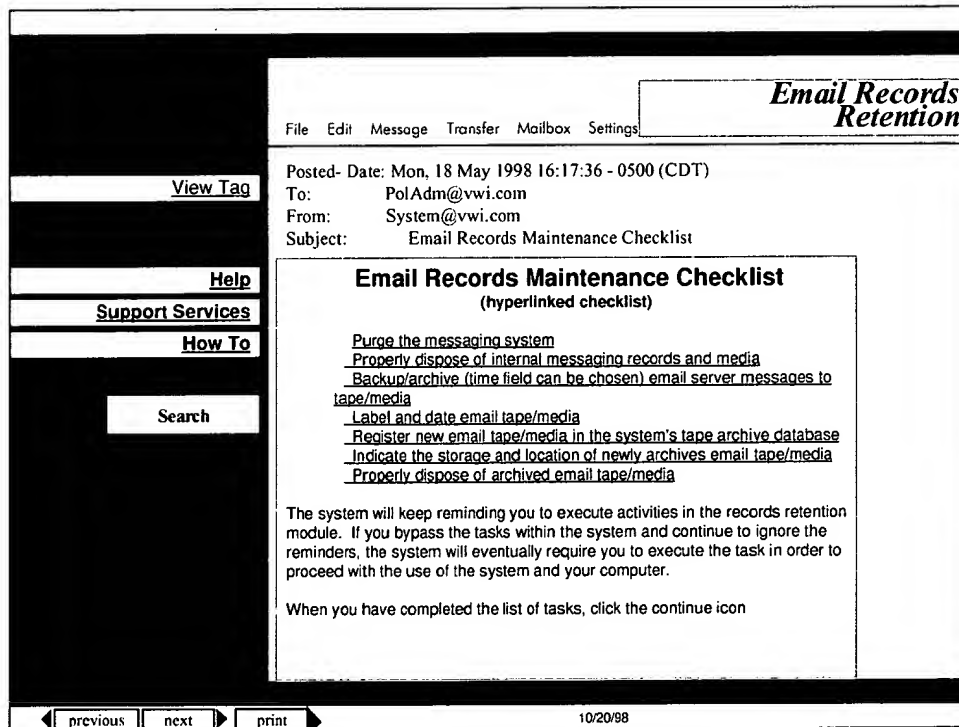 Email Records
Retention
File Edit Message Transfer Mailbox Settings
Posted- Date: Mon, 18 May 1998 16:17:36 - 0500 (CDT)
To: PolAdm@vwi.com
From: System@vwi.com
Subject: Email Records Maintenance Checklist
View Tag
Help
Support Services
How To
Search
Email Records Maintenance Checklist
(hyperlinked checklist)
Purge the messaging system
Properly dispose of internal messaging records and media
Backup/archive (time field can be chosen) email server messages to
tape/media
Label and date email tape/media
Register new email tape/media in the system's tape archive database
Indicate the storage and location of newly archives email tape/media
Properly dispose of archived email tape/media
The system will keep reminding you to execute activities in the records retention
module. If you bypass the tasks within the system and continue to ignore the
reminders, the system will eventually require you to execute the task in order to
proceed with the use of the system and your computer.
When you have completed the list of tasks, click the continue icon
previous next print
10/20/98